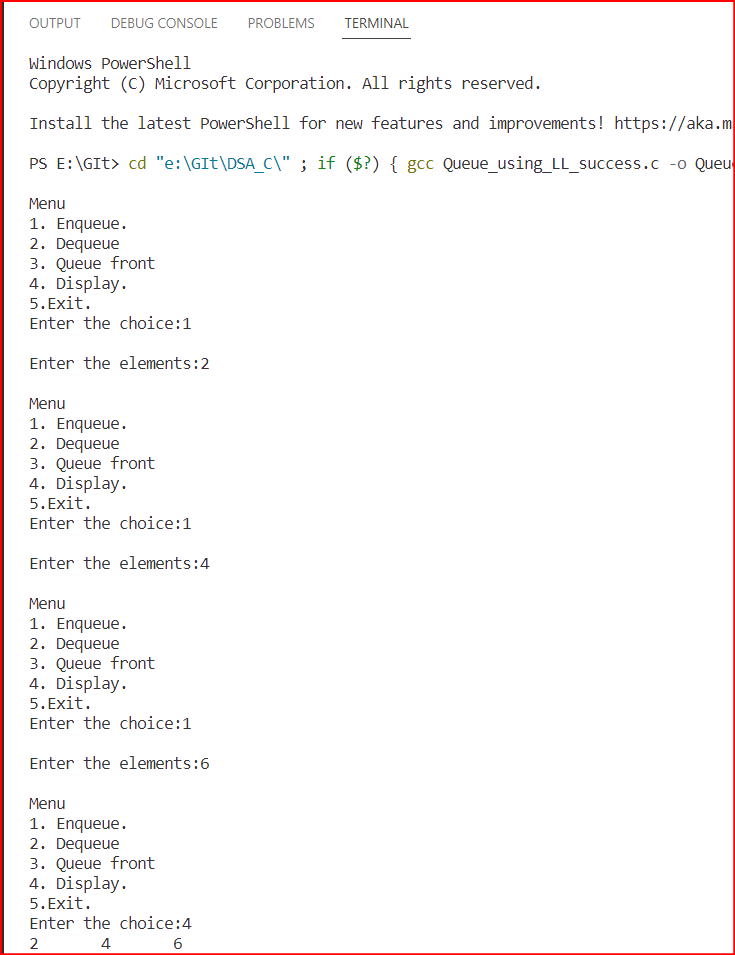 OUTPUT DEBUG CONSOLE PROBLEMS TERMINAL
Windows PowerShell
Copyright (C) Microsoft Corporation. All rights reserved.
Install the latest PowerShell for new features and improvements! https://aka.m
PS E:\GIt> cd "e:\GIt\DSA_C\" ; if ($?) { gcc Queue_using_LL_success.c -o Queu
Menu
1. Enqueue.
2. Dequeue
3. Queue front
4. Display.
5.Exit.
Enter the choice:1
Enter the elements:2
Menu
1. Enqueue.
2. Dequeue
3. Queue front
4. Display.
5.Exit.
Enter the choice:1
Enter the elements:4
Menu
1. Enqueue.
2. Dequeue
3. Queue front
4. Display.
5.Exit.
Enter the choice:1
Enter the elements:6
Menu
1. Enqueue.
2. Dequeue
3. Queue front
4. Display.
5.Exit.
Enter the choice:4
2 4 6